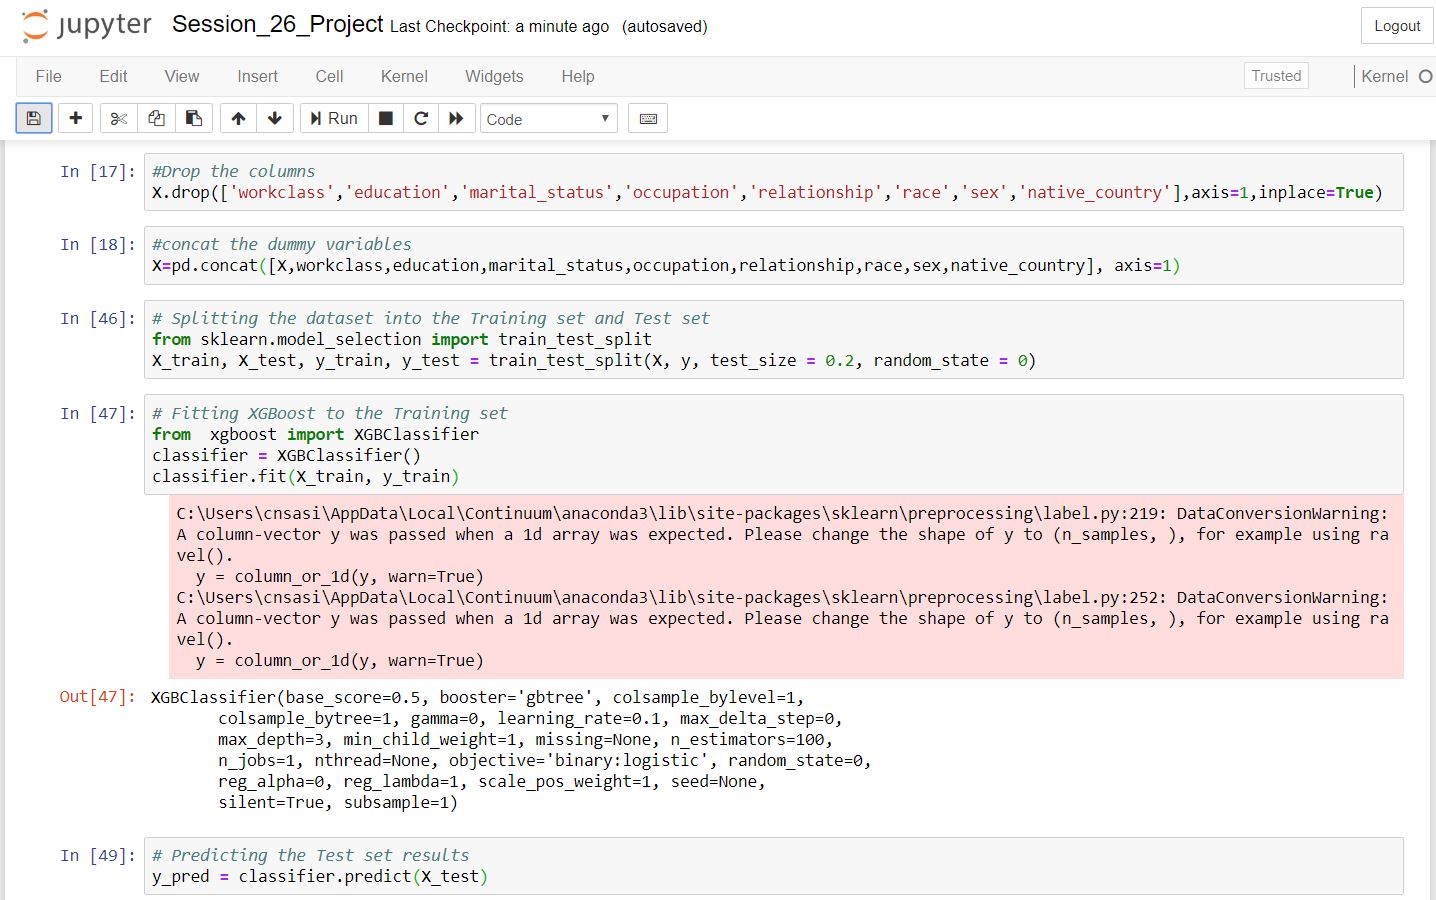 jupyter Session_26_Project Last Checkpoint: a minute ago (autosaved) Logout
File Edit View Insert Cell Kernel Widgets Help Trusted Kernel
Run Code
In [17]: #Drop the columns
X.drop(['workclass','education','marital_status','occupation','relationship','race','sex','native_country'],axis=1,inplace=True)
In [18]: #concat the dummy variables
X=pd.concat([X,workclass,education,marital_status,occupation,relationship,race,sex,native_country], axis=1)
In [46]: # Splitting the dataset into the Training set and Test set
from sklearn.model_selection import train_test_split
X_train, X_test, y_train, y_test = train_test_split(X, y, test_size = 0.2, random_state = 0)
In [47]: # Fitting XGBoost to the Training set
from  xgboost import XGBClassifier
classifier = XGBClassifier()
classifier.fit(X_train, y_train)
C:\Users\cnsasi\AppData\Local\Continuum\anaconda3\lib\site-packages\sklearn\preprocessing\label.py:219: DataConversionWarning:
A column-vector y was passed when a 1d array was expected. Please change the shape of y to (n_samples, ), for example using ra
vel().
  y = column_or_1d(y, warn=True)
C:\Users\cnsasi\AppData\Local\Continuum\anaconda3\lib\site-packages\sklearn\preprocessing\label.py:252: DataConversionWarning:
A column-vector y was passed when a 1d array was expected. Please change the shape of y to (n_samples, ), for example using ra
vel().
  y = column_or_1d(y, warn=True)
Out[47]: XGBClassifier(base_score=0.5, booster='gbtree', colsample_bylevel=1,
       colsample_bytree=1, gamma=0, learning_rate=0.1, max_delta_step=0,
       max_depth=3, min_child_weight=1, missing=None, n_estimators=100,
       n_jobs=1, nthread=None, objective='binary:logistic', random_state=0,
       reg_alpha=0, reg_lambda=1, scale_pos_weight=1, seed=None,
       silent=True, subsample=1)
In [49]: # Predicting the Test set results
y_pred = classifier.predict(X_test)